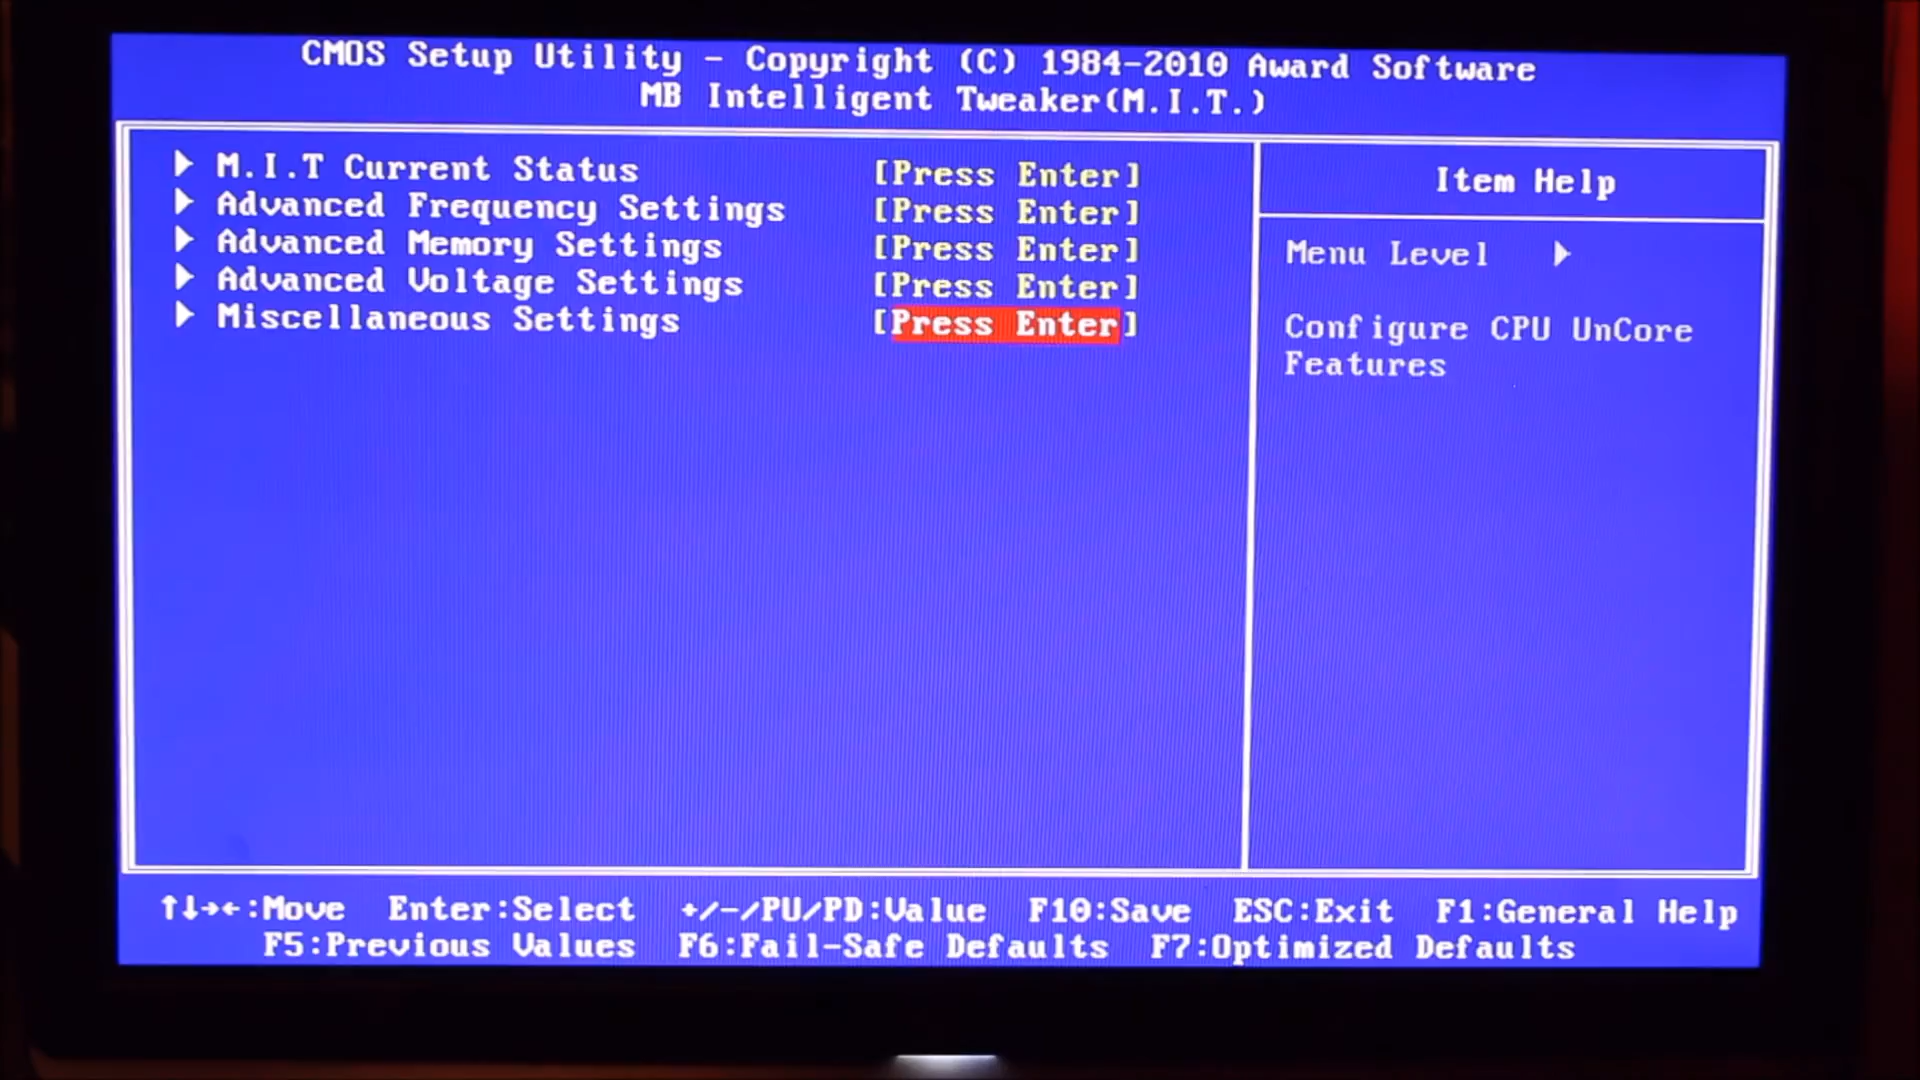 CMOS Setup Utility - Copyright (C) 1984-2010 Award Software
MB Intelligent Tweaker(M.I.T.)
▶ M.I.T Current Status [Press Enter]
▶ Advanced Frequency Settings [Press Enter]
▶ Advanced Memory Settings [Press Enter]
▶ Advanced Voltage Settings [Press Enter]
▶ Miscellaneous Settings [Press Enter]
Item Help
Menu Level ▶
Configure CPU UnCore
Features
↑↓→←:Move Enter:Select +/-/PU/PD:Value F10:Save ESC:Exit F1:General Help
F5:Previous Values F6:Fail-Safe Defaults F7:Optimized Defaults